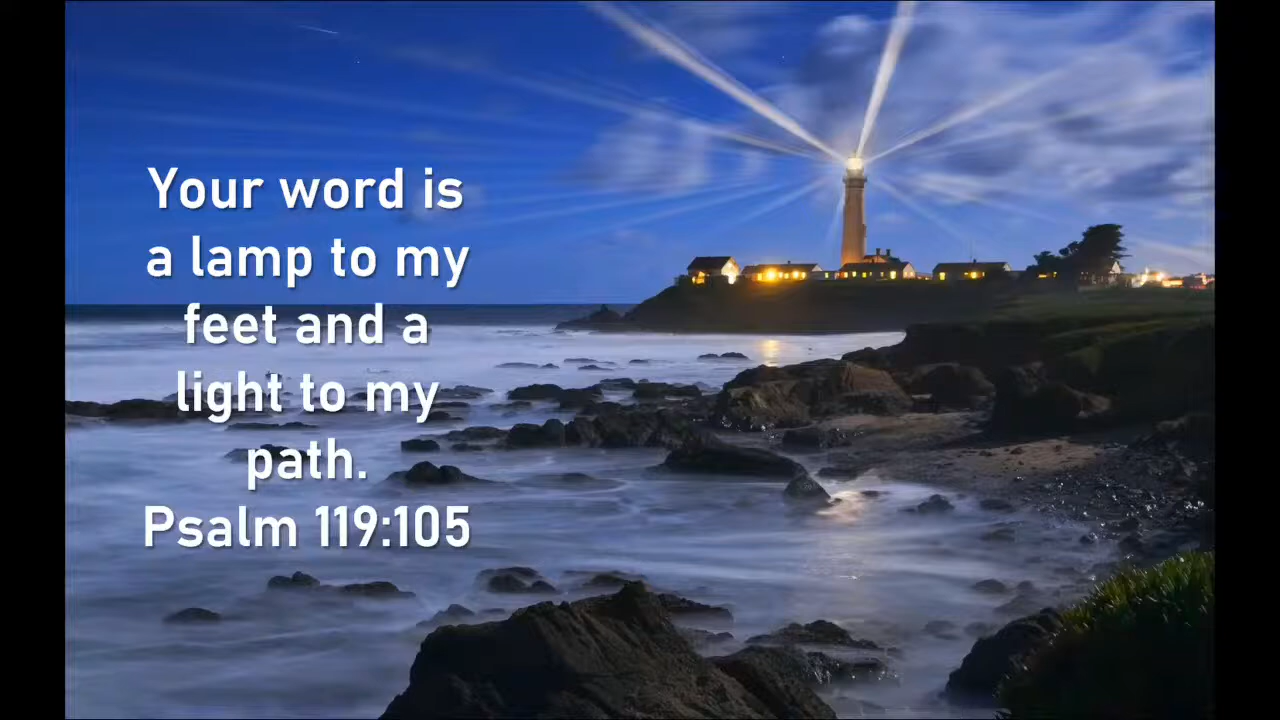 Your word is
a lamp to my
feet and a
light to my
path.
Psalm 119:105